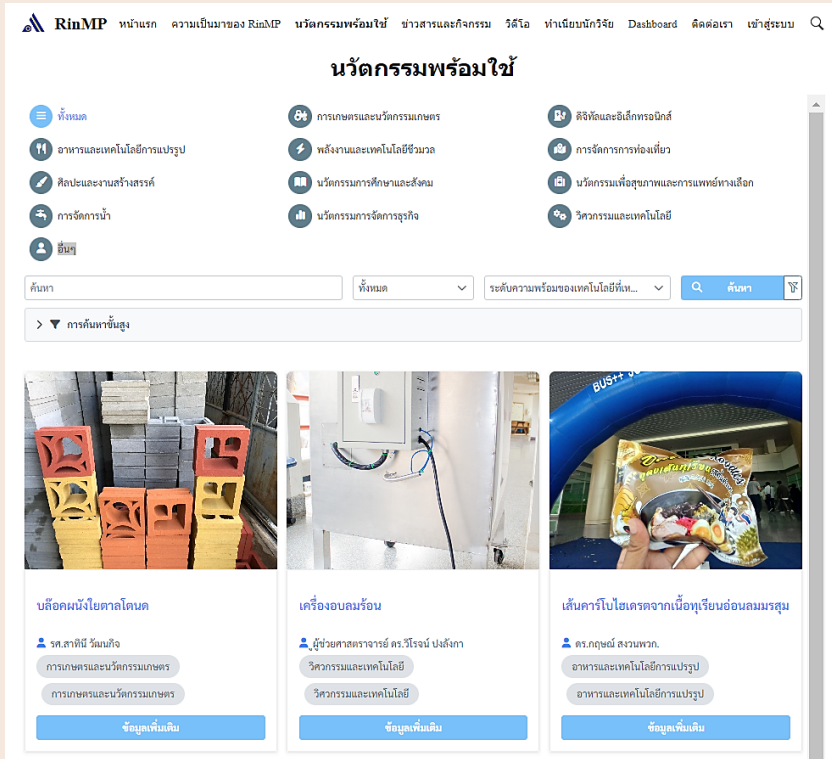 RinMP หน้าแรก ความเป็นมาของ RinMP นวัตกรรมพร้อมใช้ ข่าวสารและกิจกรรม วิดีโอ ทำเนียบนักวิจัย Dashboard ติดต่อเรา เข้าสู่ระบบ
นวัตกรรมพร้อมใช้
ทั้งหมด การเกษตรและนวัตกรรมเกษตร ดิจิทัลและอิเล็กทรอนิกส์
อาหารและเทคโนโลยีการแปรรูป พลังงานและเทคโนโลยีชีวมวล การจัดการการท่องเที่ยว
ศิลปะและงานสร้างสรรค์ นวัตกรรมการศึกษาและสังคม นวัตกรรมเพื่อสุขภาพและการแพทย์ทางเลือก
การจัดการน้ำ นวัตกรรมการจัดการธุรกิจ วิศวกรรมและเทคโนโลยี
อื่นๆ
ค้นหา ทั้งหมด ระดับความพร้อมของเทคโนโลยีที่เห... ค้นหา
การค้นหาขั้นสูง
BUS++
บล๊อคผนังใยตาลโตนด เครื่องอบลมร้อน เส้นคาร์โบไฮเดรตจากเนื้อทุเรียนอ่อนลมมรสุม
รศ.สาทินี วัฒนกิจ ผู้ช่วยศาสตราจารย์ ดร.วิโรจน์ ปงลังกา ดร.กฤษณ์ สงวนพวก.
การเกษตรและนวัตกรรมเกษตร วิศวกรรมและเทคโนโลยี อาหารและเทคโนโลยีการแปรรูป
การเกษตรและนวัตกรรมเกษตร วิศวกรรมและเทคโนโลยี อาหารและเทคโนโลยีการแปรรูป
ข้อมูลเพิ่มเติม ข้อมูลเพิ่มเติม ข้อมูลเพิ่มเติม